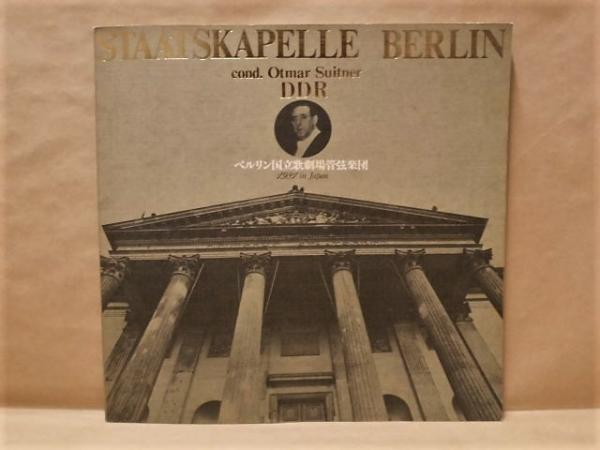 STAATSKAPELLE BERLIN
cond. Otmar Suitner
DDR
ベルリン国立歌劇場管弦楽団
1981 in Japan